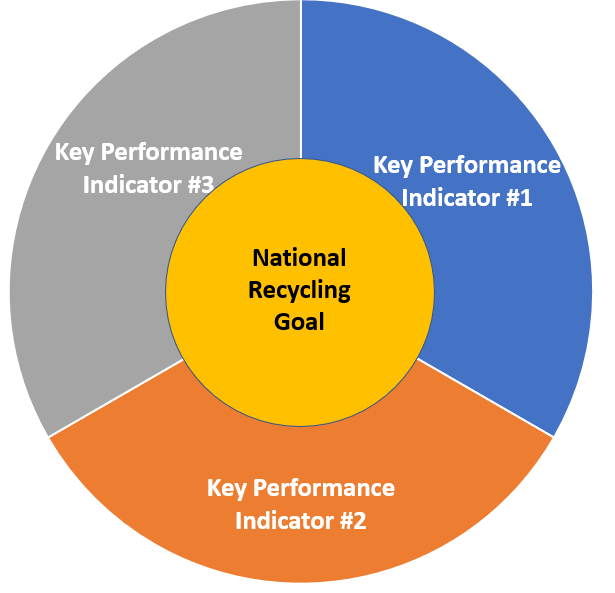 Key Performance
Indicator #3
Key Performance
Indicator #1
National
Recycling
Goal
Key Performance
Indicator #2